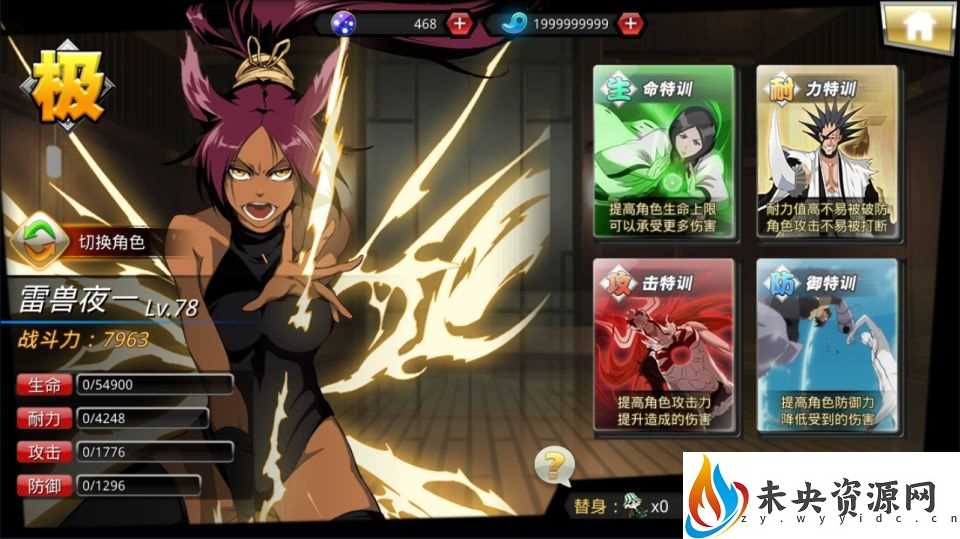 468
1999999999
极
生命特训
提高角色生命上限
可以承受更多伤害
耐力特训
耐力值高不易被破防
角色攻击不易被打断
切换角色
雷兽夜一 Lv.78
战斗力：7963
生命 0/54900
耐力 0/4248
攻击 0/1776
防御 0/1296
攻击特训
提高角色攻击力
提升造成的伤害
防御特训
提高角色防御力
降低受到的伤害
?
替身： x0
未央资源网
zy.wyyidc.cn